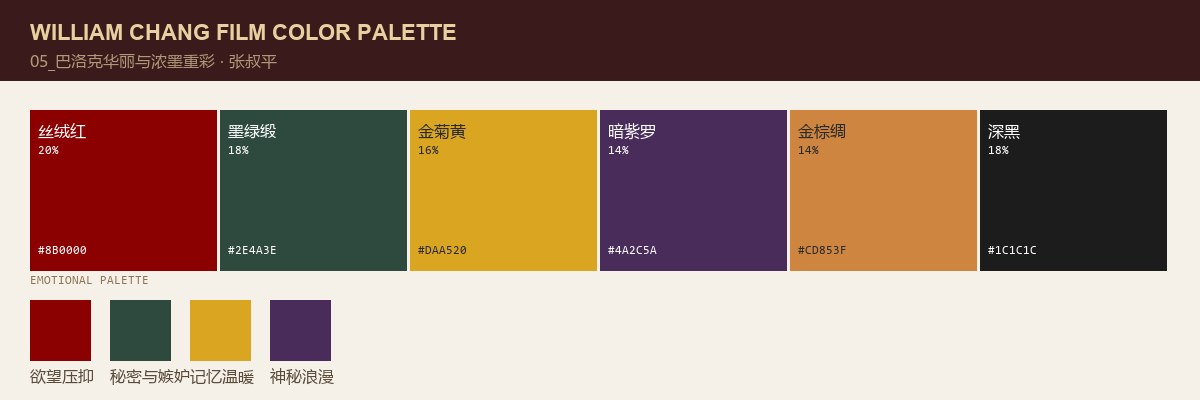 WILLIAM CHANG FILM COLOR PALETTE
05_巴洛克华丽与浓墨重彩 · 张叔平
丝绒红
20%
#8B0000
墨绿缎
18%
#2E4A3E
金菊黄
16%
#DAA520
暗紫罗
14%
#4A2C5A
金棕绸
14%
#CD853F
深黑
18%
#1C1C1C
EMOTIONAL PALETTE
欲望压抑
秘密与嫉妒
记忆温暖
神秘浪漫